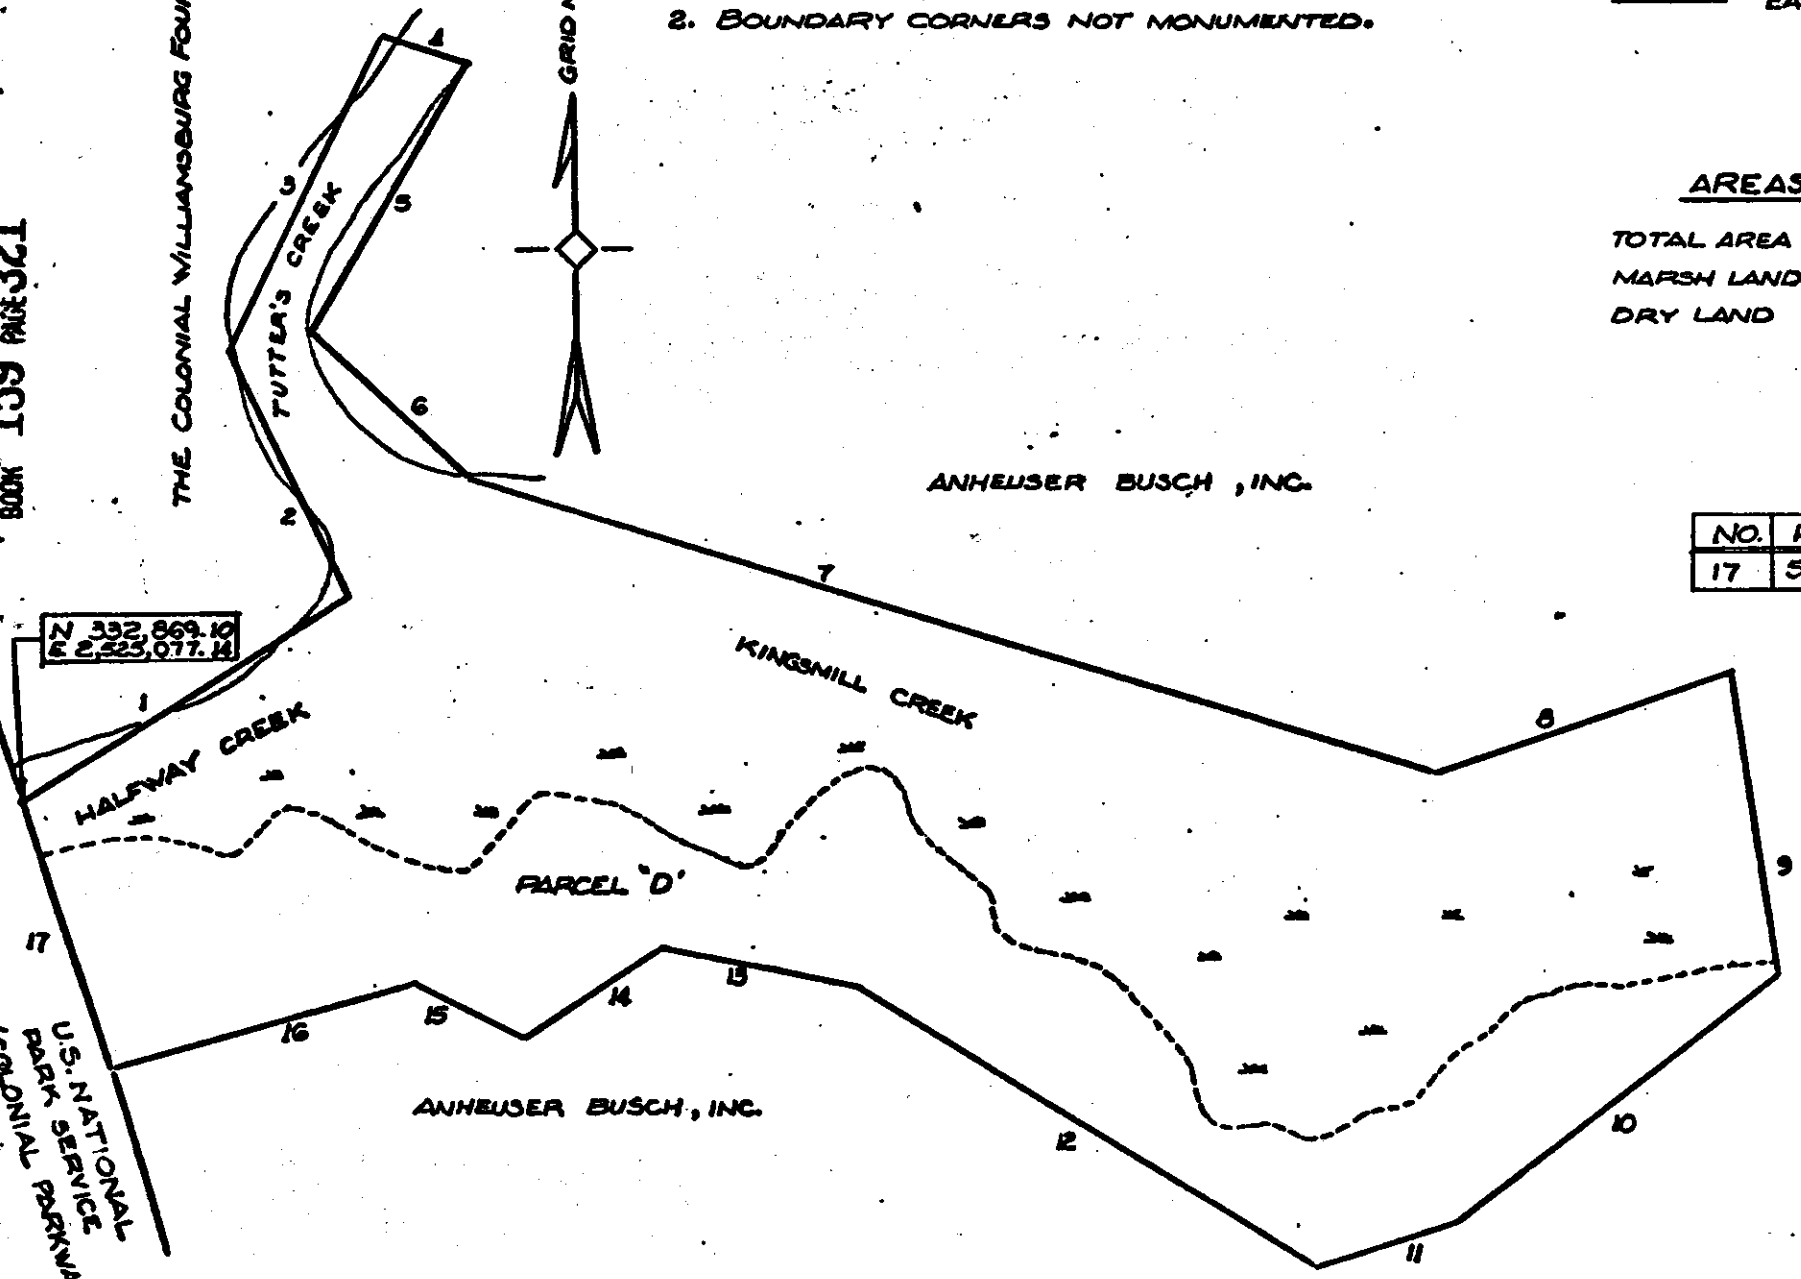 2. BOUNDARY CORNERS NOT MONUMENTED.
BOOK 139 PAGE 321
THE COLONIAL WILLIAMSBURG
GRID
AREAS
TOTAL AREA
MARSH LAND
DRY LAND
4
3
5
TUTTER'S CREEK
6
2
ANHEUSER BUSCH, INC.
NO.
17
7
N 332,869.10
E 2,525,077.14
1
HALFWAY CREEK
KINGSMILL CREEK
8
9
PARCEL "D"
17
16
15
14
13
12
11
10
ANHEUSER BUSCH, INC.
U.S. NATIONAL
PARK SERVICE
COLONIAL